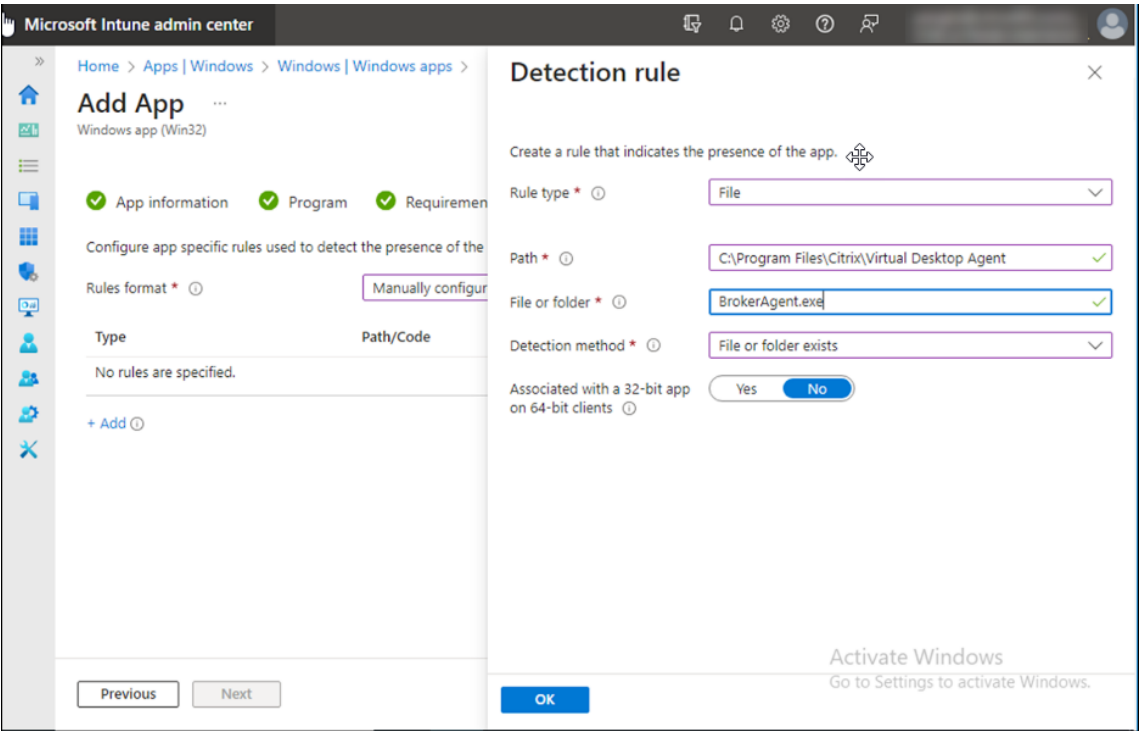 Microsoft Intune admin center
Home > Apps | Windows > Windows | Windows apps >
Add App ...
Windows app (Win32)
App information Program Requiremen
Configure app specific rules used to detect the presence of the
Rules format *
Manually configur
Type Path/Code
No rules are specified.
+ Add
Previous Next
Detection rule
Create a rule that indicates the presence of the app.
Rule type * File
Path * C:\Program Files\Citrix\Virtual Desktop Agent
File or folder * BrokerAgent.exe
Detection method * File or folder exists
Associated with a 32-bit app
on 64-bit clients
Yes No
Activate Windows
Go to Settings to activate Windows.
OK